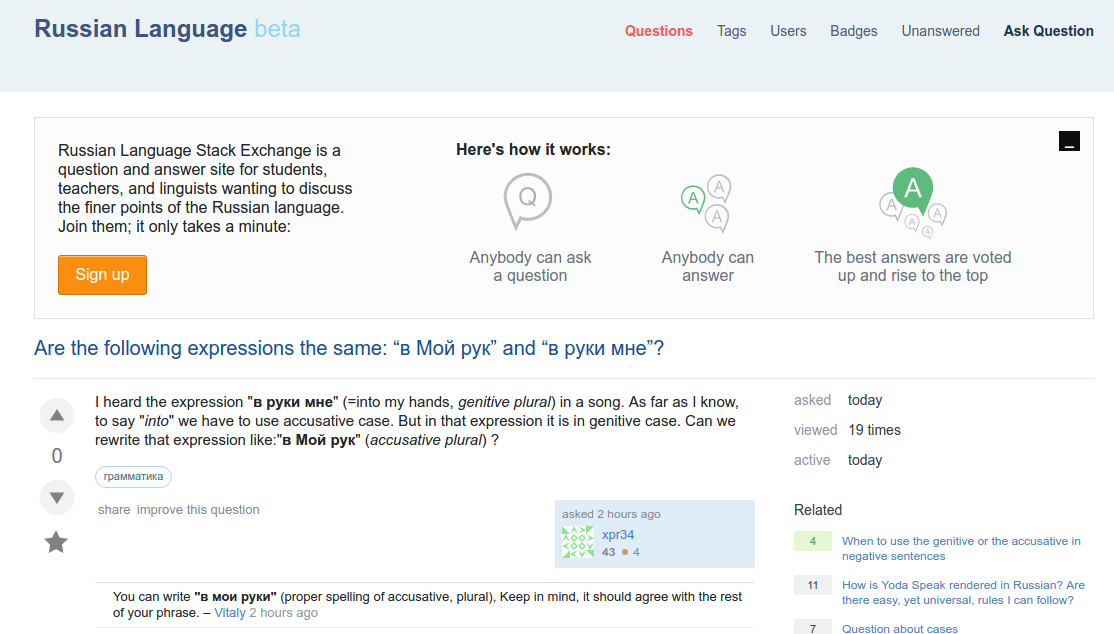 Russian Language beta
Questions Tags Users Badges Unanswered Ask Question
Russian Language Stack Exchange is a
question and answer site for students,
teachers, and linguists wanting to discuss
the finer points of the Russian language.
Join them; it only takes a minute:
Sign up
Here's how it works:
Q
Anybody can ask
a question
A
A
A
Anybody can
answer
A
A
A
A
A
The best answers are voted
up and rise to the top
Are the following expressions the same: “в Мой рук” and “в руки мне”?
I heard the expression "в руки мне" (=into my hands, genitive plural) in a song. As far as I know,
to say "into" we have to use accusative case. But in that expression it is in genitive case. Can we
rewrite that expression like:"в Мой рук" (accusative plural) ?
0
грамматика
share improve this question
asked 2 hours ago
xpr34
43 4
You can write "в мои руки" (proper spelling of accusative, plural), Keep in mind, it should agree with the rest
of your phrase. – Vitaly 2 hours ago
asked today
viewed 19 times
active today
Related
4 When to use the genitive or the accusative in
negative sentences
11 How is Yoda Speak rendered in Russian? Are
there easy, yet universal, rules I can follow?
7 Question about cases